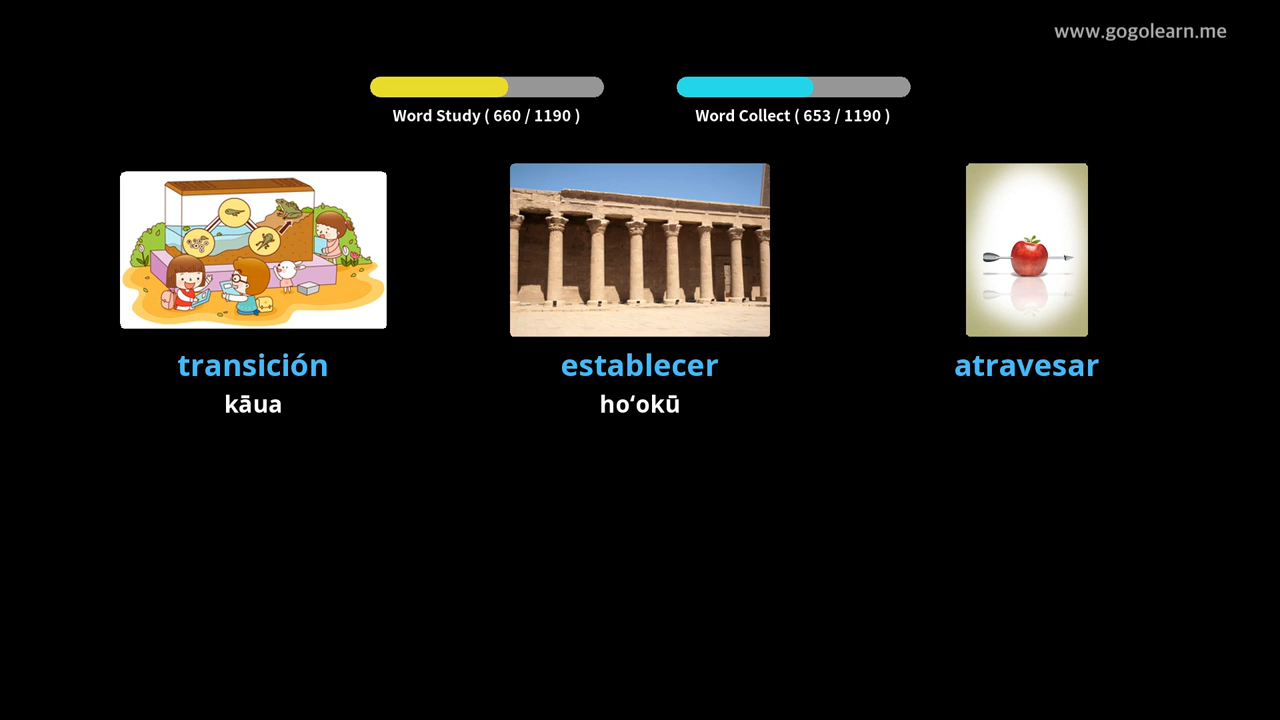 www.gogolearn.me
Word Study ( 660 / 1190 )
Word Collect ( 653 / 1190 )
transición
kāua
establecer
hoʻokū
atravesar